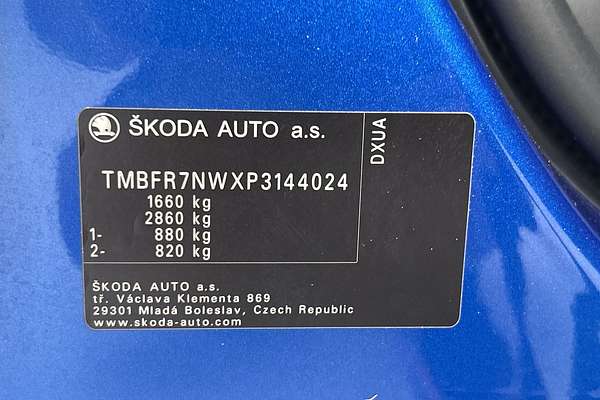 ŠKODA AUTO a.s.
DXUA
TMBFR7NWXP3144024
1660 kg
2860 kg
1- 880 kg
2- 820 kg
ŠKODA AUTO a.s.
tř. Václava Klementa 869
29301 Mladá Boleslav, Czech Republic
www.skoda-auto.com